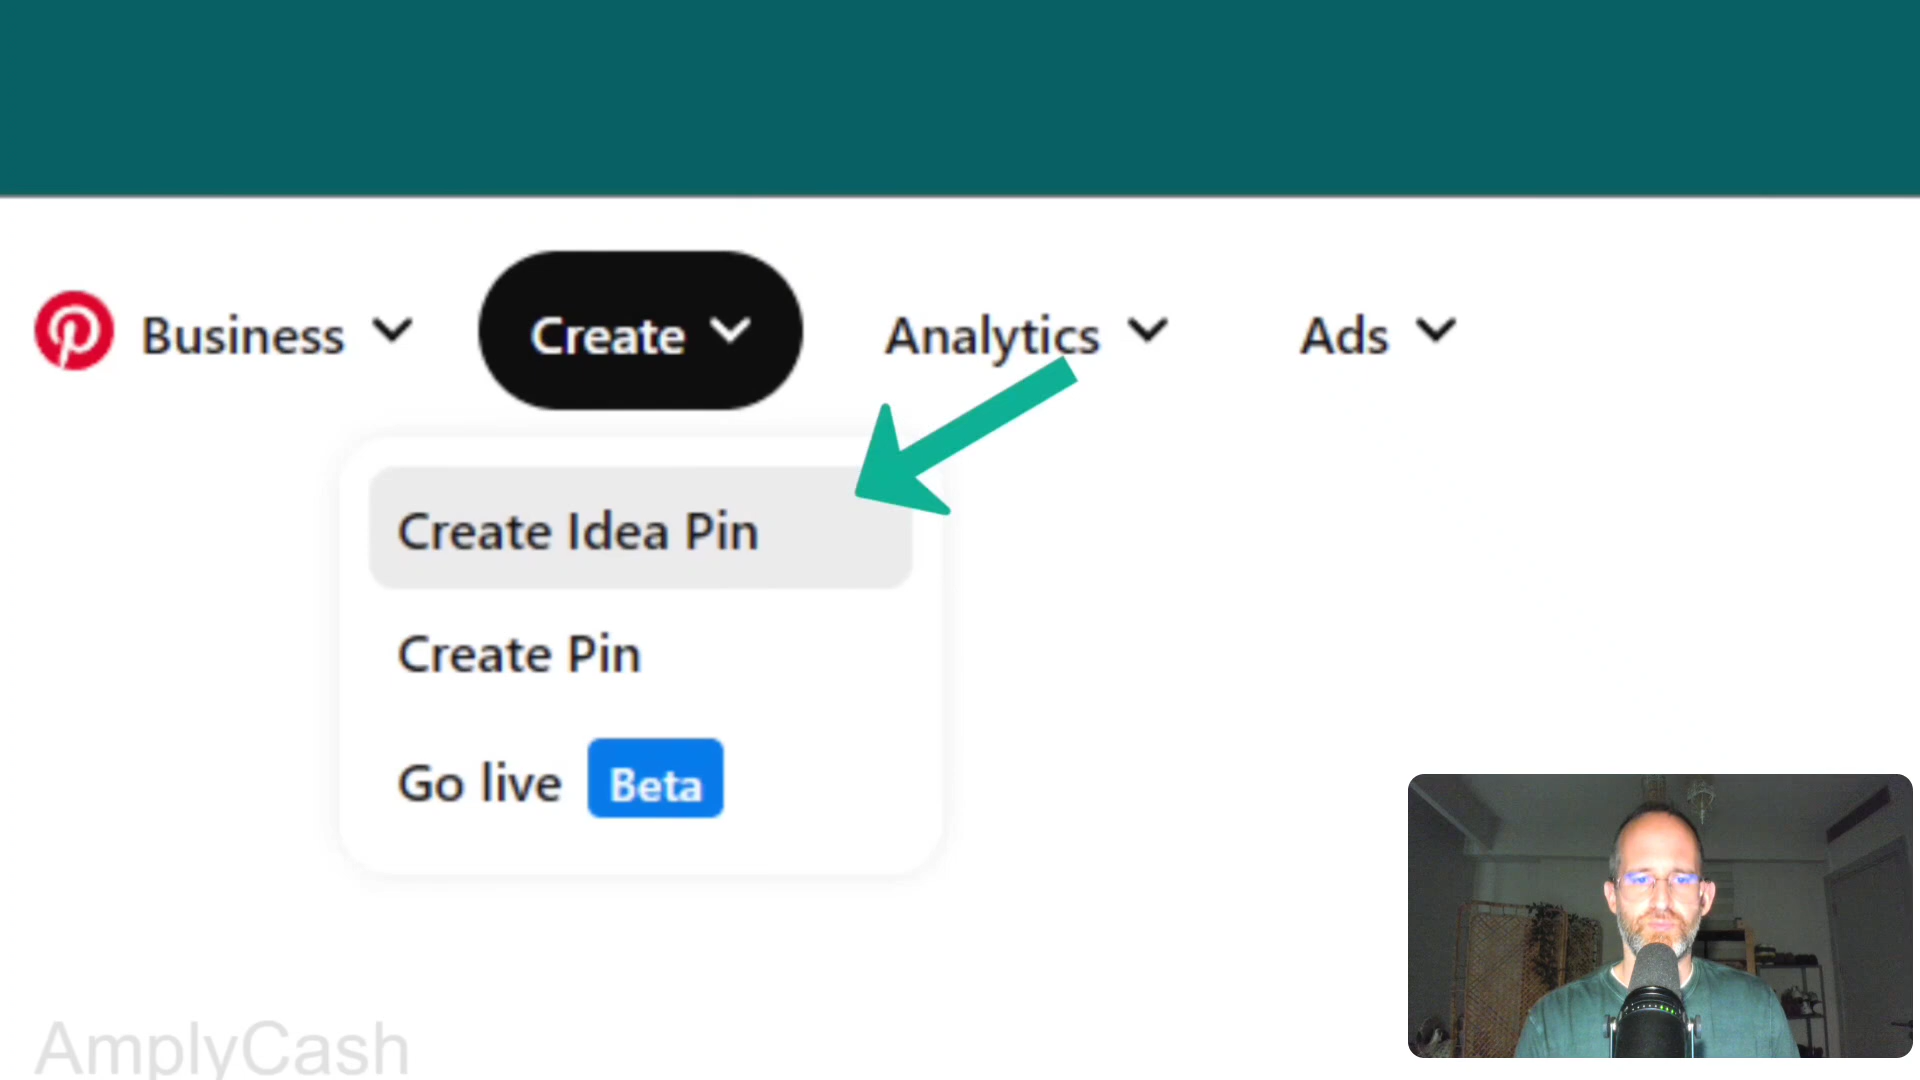 Business
Create
Analytics
Ads
Create Idea Pin
Create Pin
Go live Beta
AmplyCash